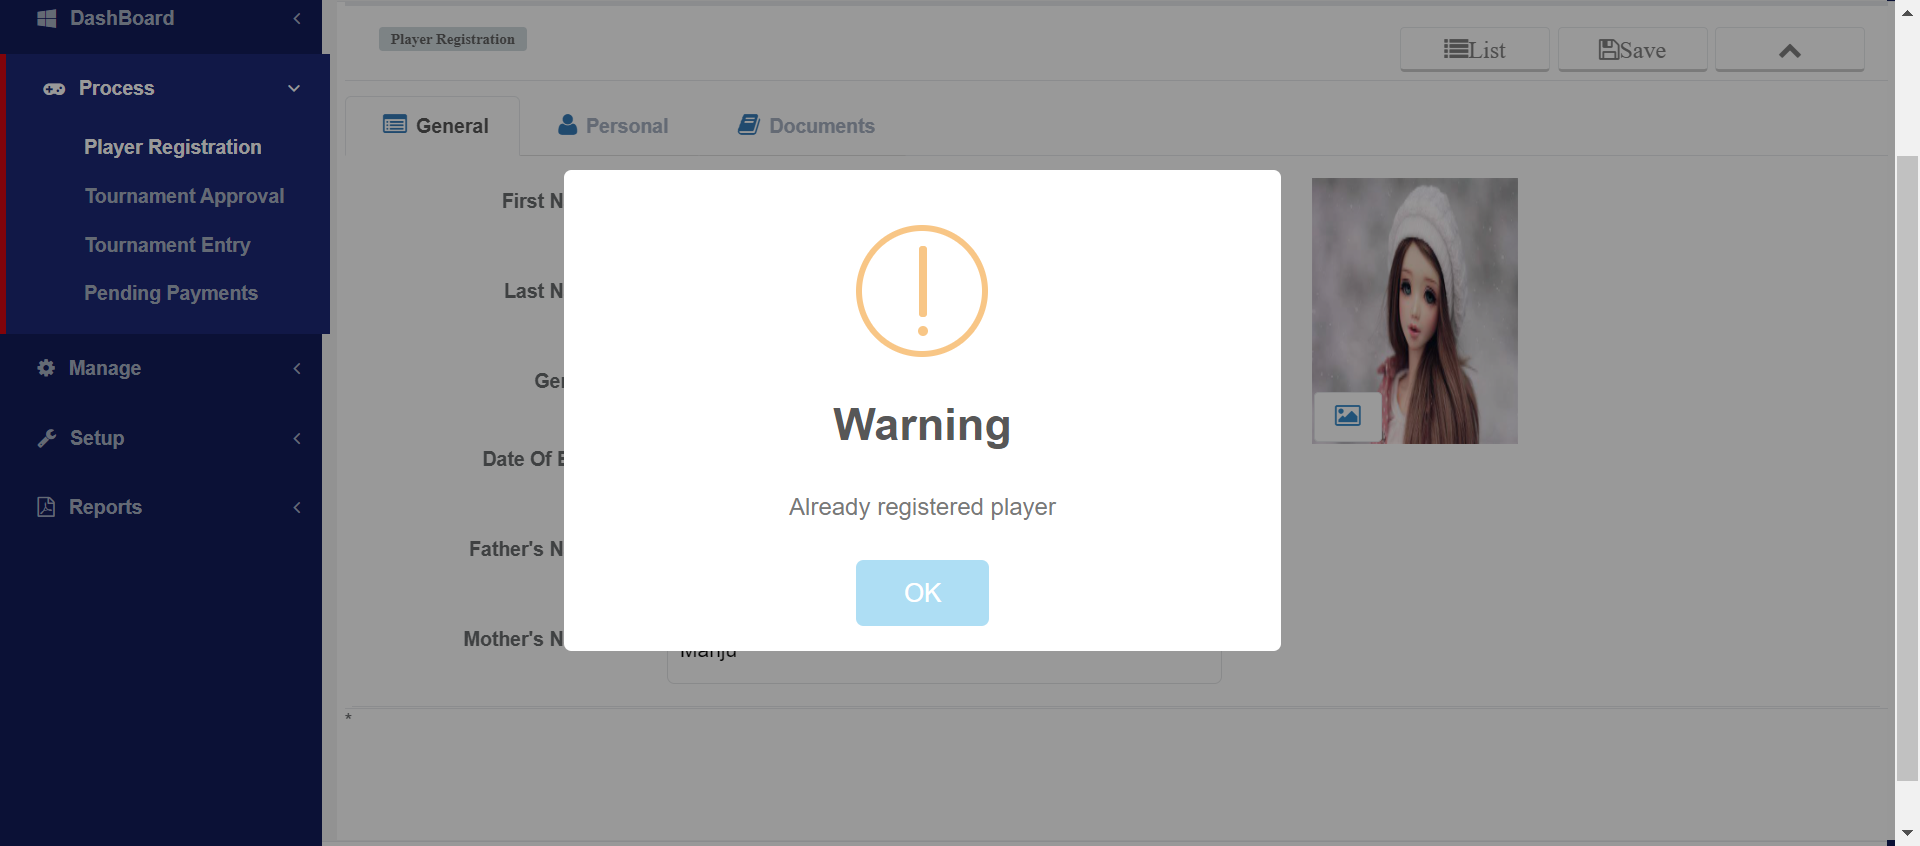 DashBoard
Process
Player Registration
Tournament Approval
Tournament Entry
Pending Payments
Manage
Setup
Reports
Player Registration
List
Save
General
Personal
Documents
First N
Last N
Ge
Date Of
Father's N
Mother's N
Manju
*
Warning
Already registered player
OK